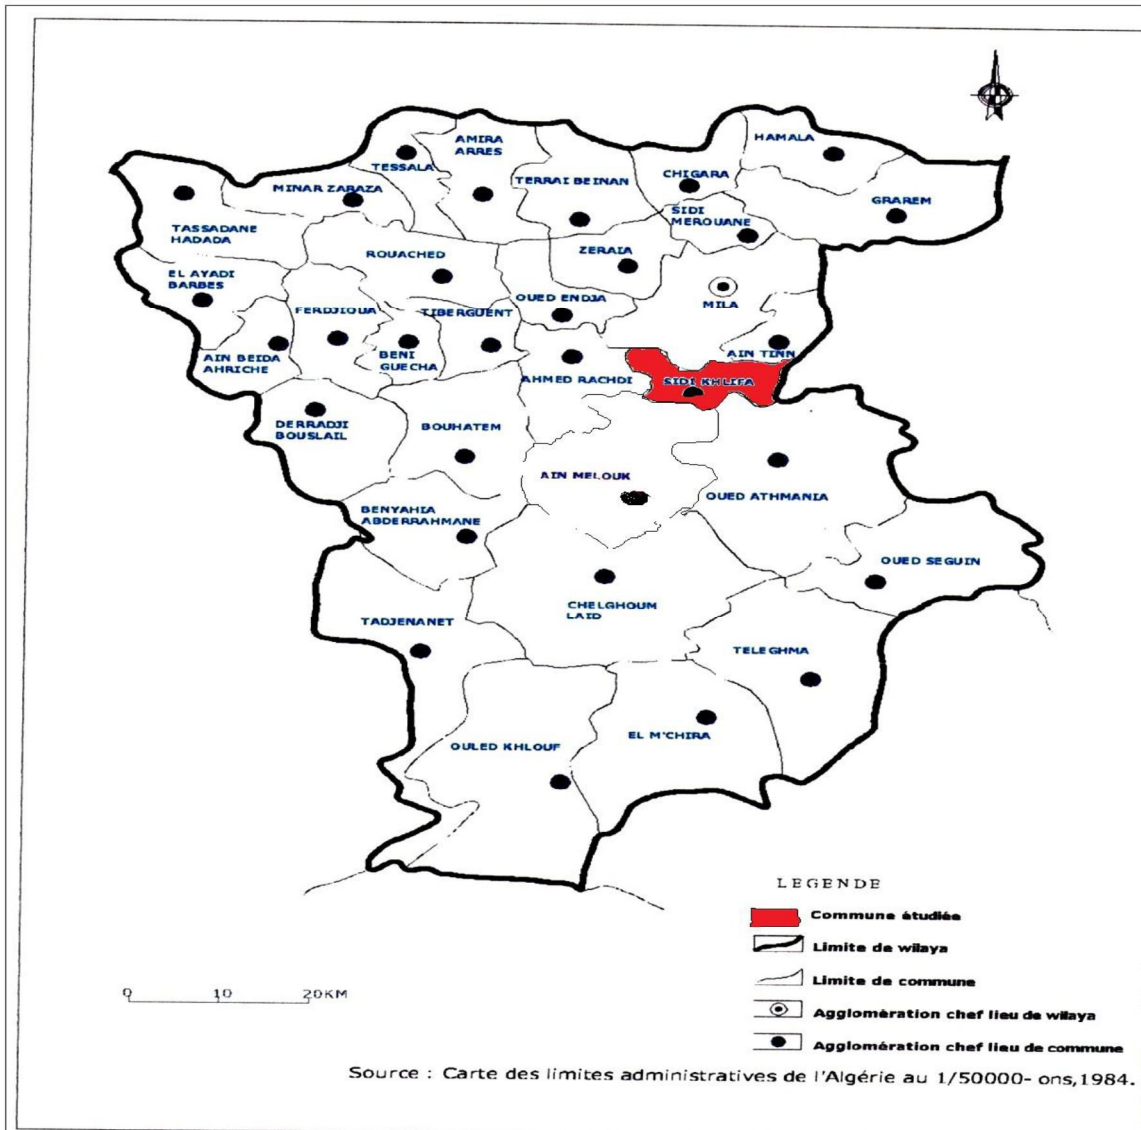 HAMALA
AMIRA
ARRES
TESSALA
CHIGARA
TERRAI BEINAN
MINAR ZARAZA
GRAREM
SIDI
MEROUANE
TASSADANE
HADADA
ROUACHED
ZERAIA
EL AYADI
BARBES
OUED ENDJA
MILA
FERDJIOUA
TIBERGUENT
AIN BEIDA
AHRICHE
BENI
GUECHA
AIN TINN
AHMED RACHDI
SIDI KHLIFA
DERRADJI
BOUSLAIL
BOUHATEM
AIN MELOUK
OUED ATHMANIA
BENYAHIA
ABDERRAHMANE
OUED SEGUIN
CHELGHOUM
LAID
TADJENANET
TELEGHMA
EL M'CHIRA
OULED KHLOUF
LEGENDE
Commune étudiée
Limite de wilaya
Limite de commune
Agglomération chef lieu de wilaya
Agglomération chef lieu de commune
0 10 20KM
Source : Carte des limites administratives de l'Algérie au 1/50000- ons,1984.